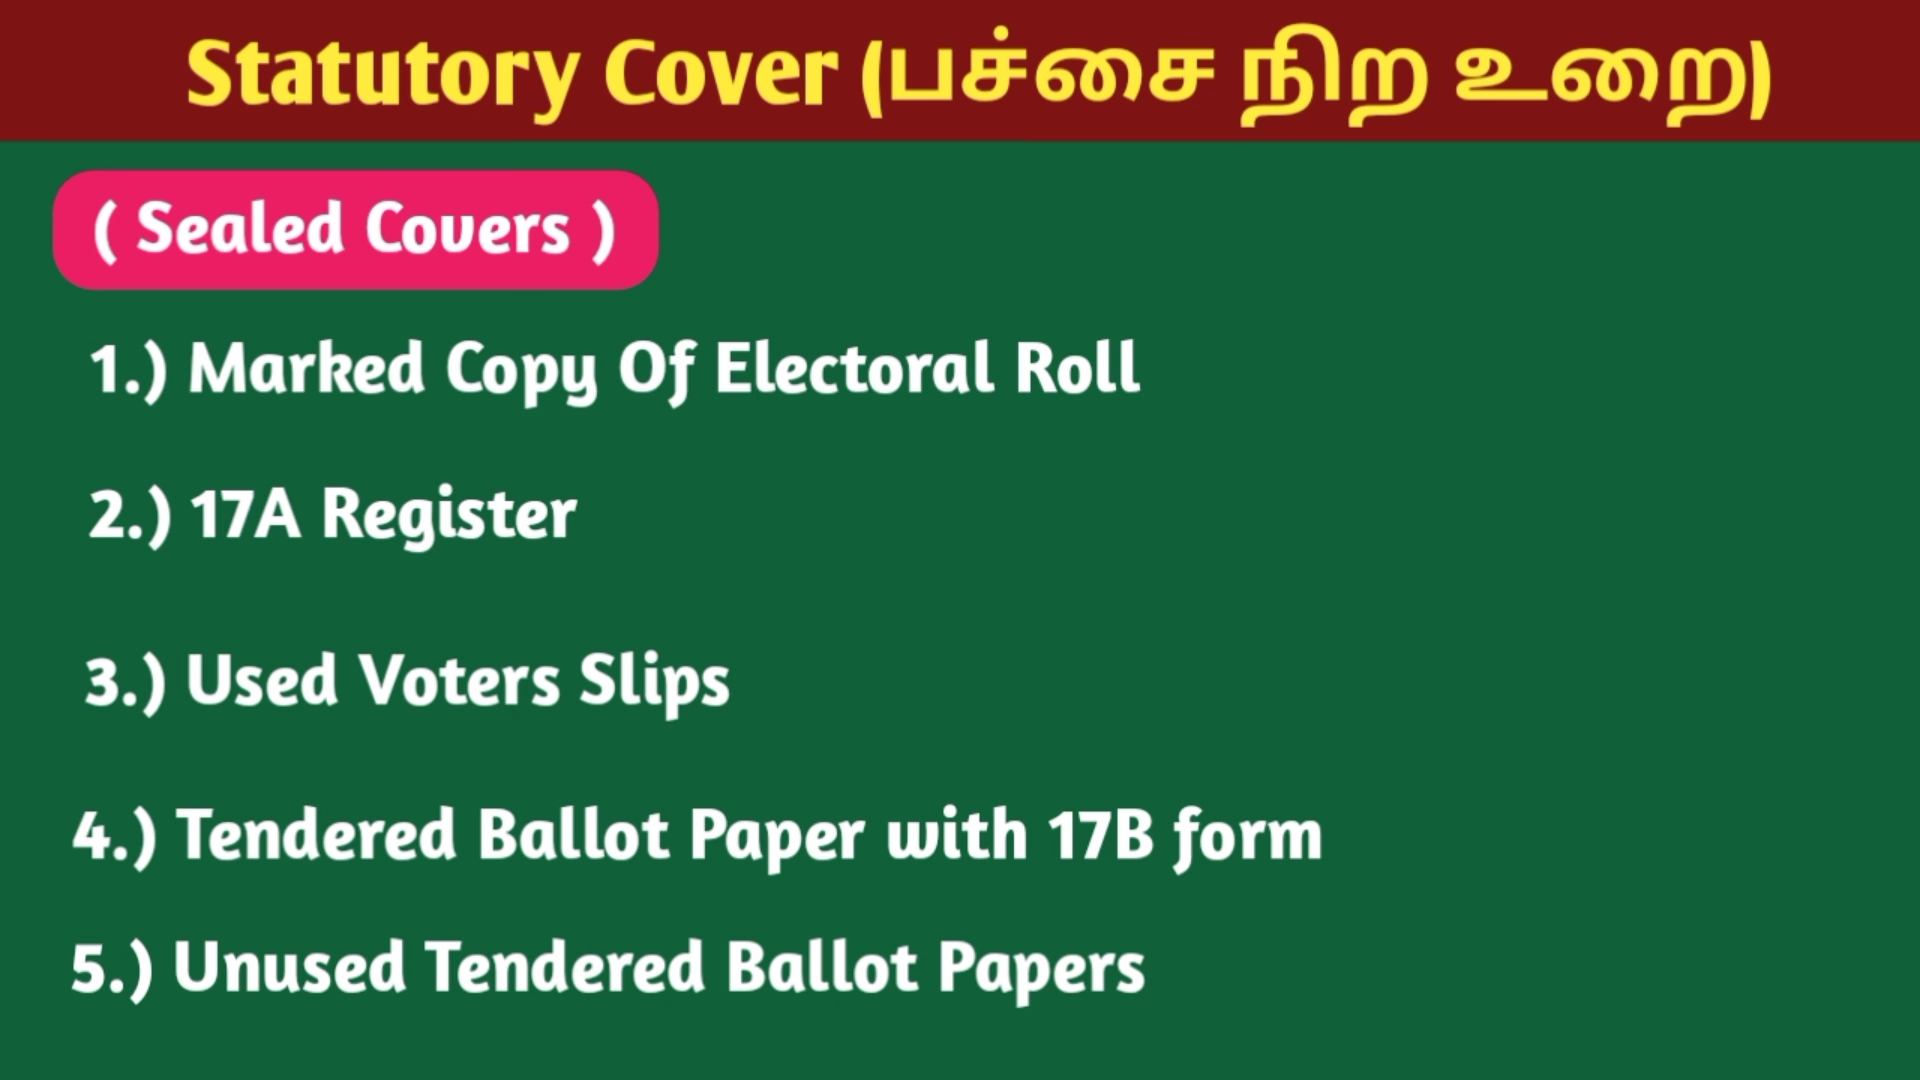 Statutory Cover (பச்சை நிற உறை)
( Sealed Covers )
1.) Marked Copy Of Electoral Roll
2.) 17A Register
3.) Used Voters Slips
4.) Tendered Ballot Paper with 17B form
5.) Unused Tendered Ballot Papers